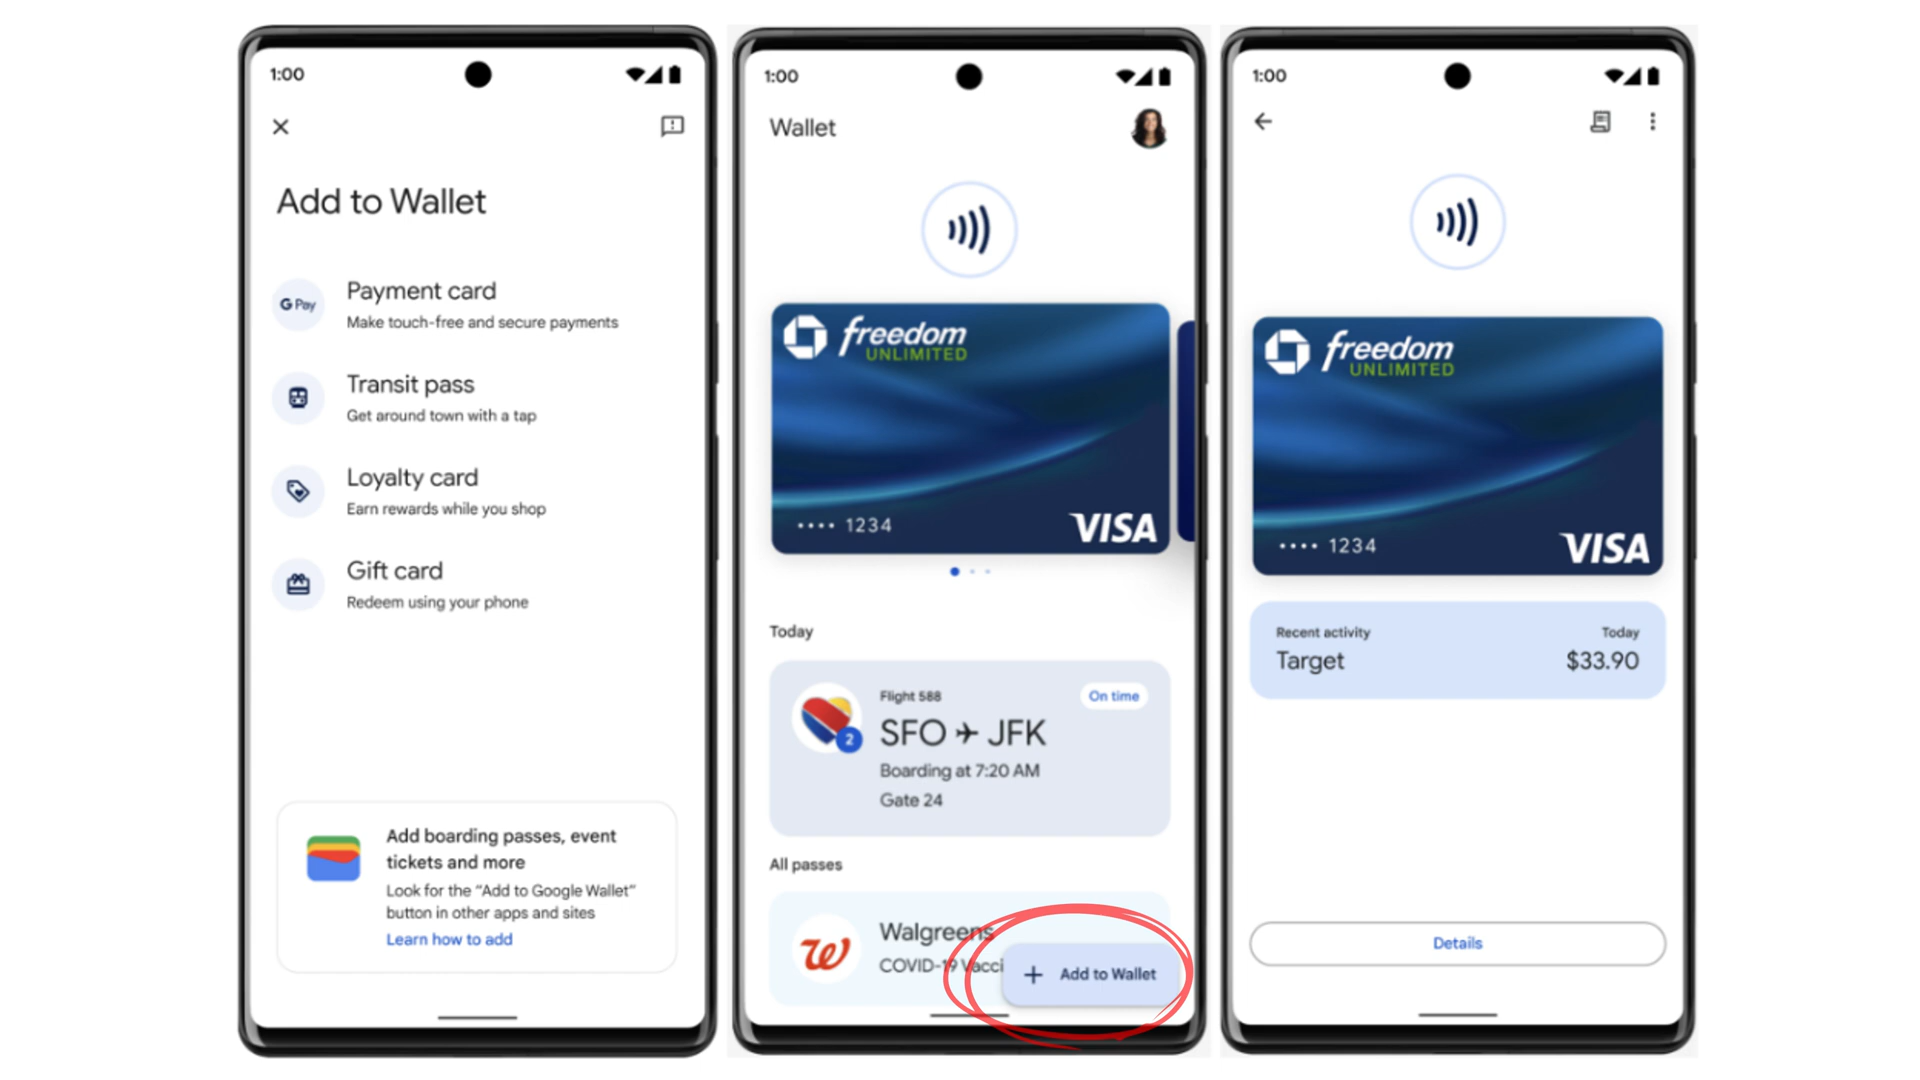 1:00
Add to Wallet
G Pay
Payment card
Make touch-free and secure payments
Transit pass
Get around town with a tap
Loyalty card
Earn rewards while you shop
Gift card
Redeem using your phone
Add boarding passes, event
tickets and more
Look for the “Add to Google Wallet”
button in other apps and sites
Learn how to add
1:00
Wallet
freedom
UNLIMITED
•••• 1234
VISA
Today
Flight 588
On time
2
SFO ✈ JFK
Boarding at 7:20 AM
Gate 24
All passes
W
Walgreens
COVID-19 Vacci
+ Add to Wallet
1:00
freedom
UNLIMITED
•••• 1234
VISA
Recent activity
Today
Target
$33.90
Details